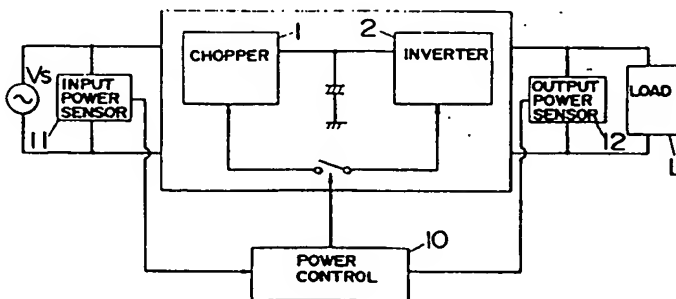 1
2
CHOPPER
INVERTER
Vs
INPUT
POWER
SENSOR
11
OUTPUT
POWER
SENSOR
12
LOAD
L
10
POWER
CONTROL